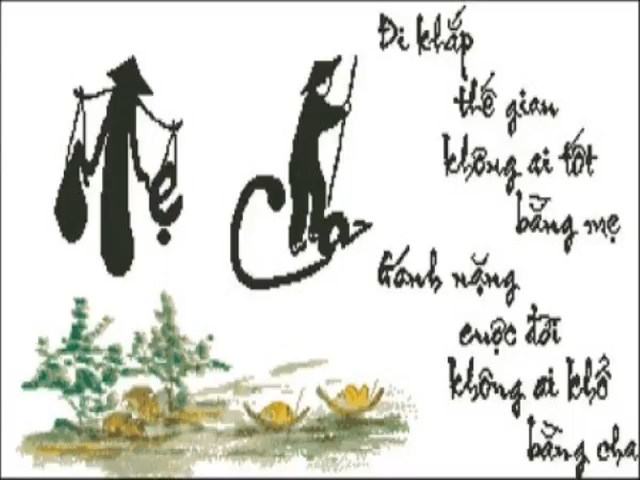 Mẹ Cha
Đi khắp
thế gian
không ai tốt
bằng mẹ
Gánh nặng
cuộc đời
không ai khổ
bằng cha